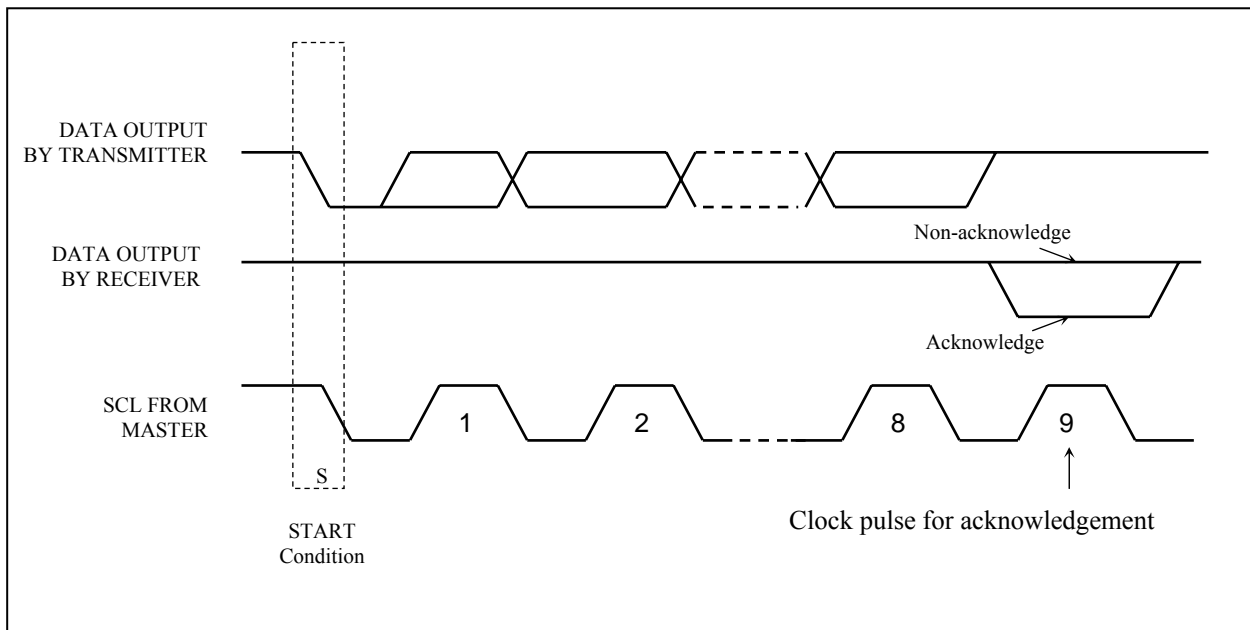 DATA OUTPUT
BY TRANSMITTER
Non-acknowledge
DATA OUTPUT
BY RECEIVER
Acknowledge
SCL FROM
MASTER
1
2
8
9
S
START
Condition
Clock pulse for acknowledgement